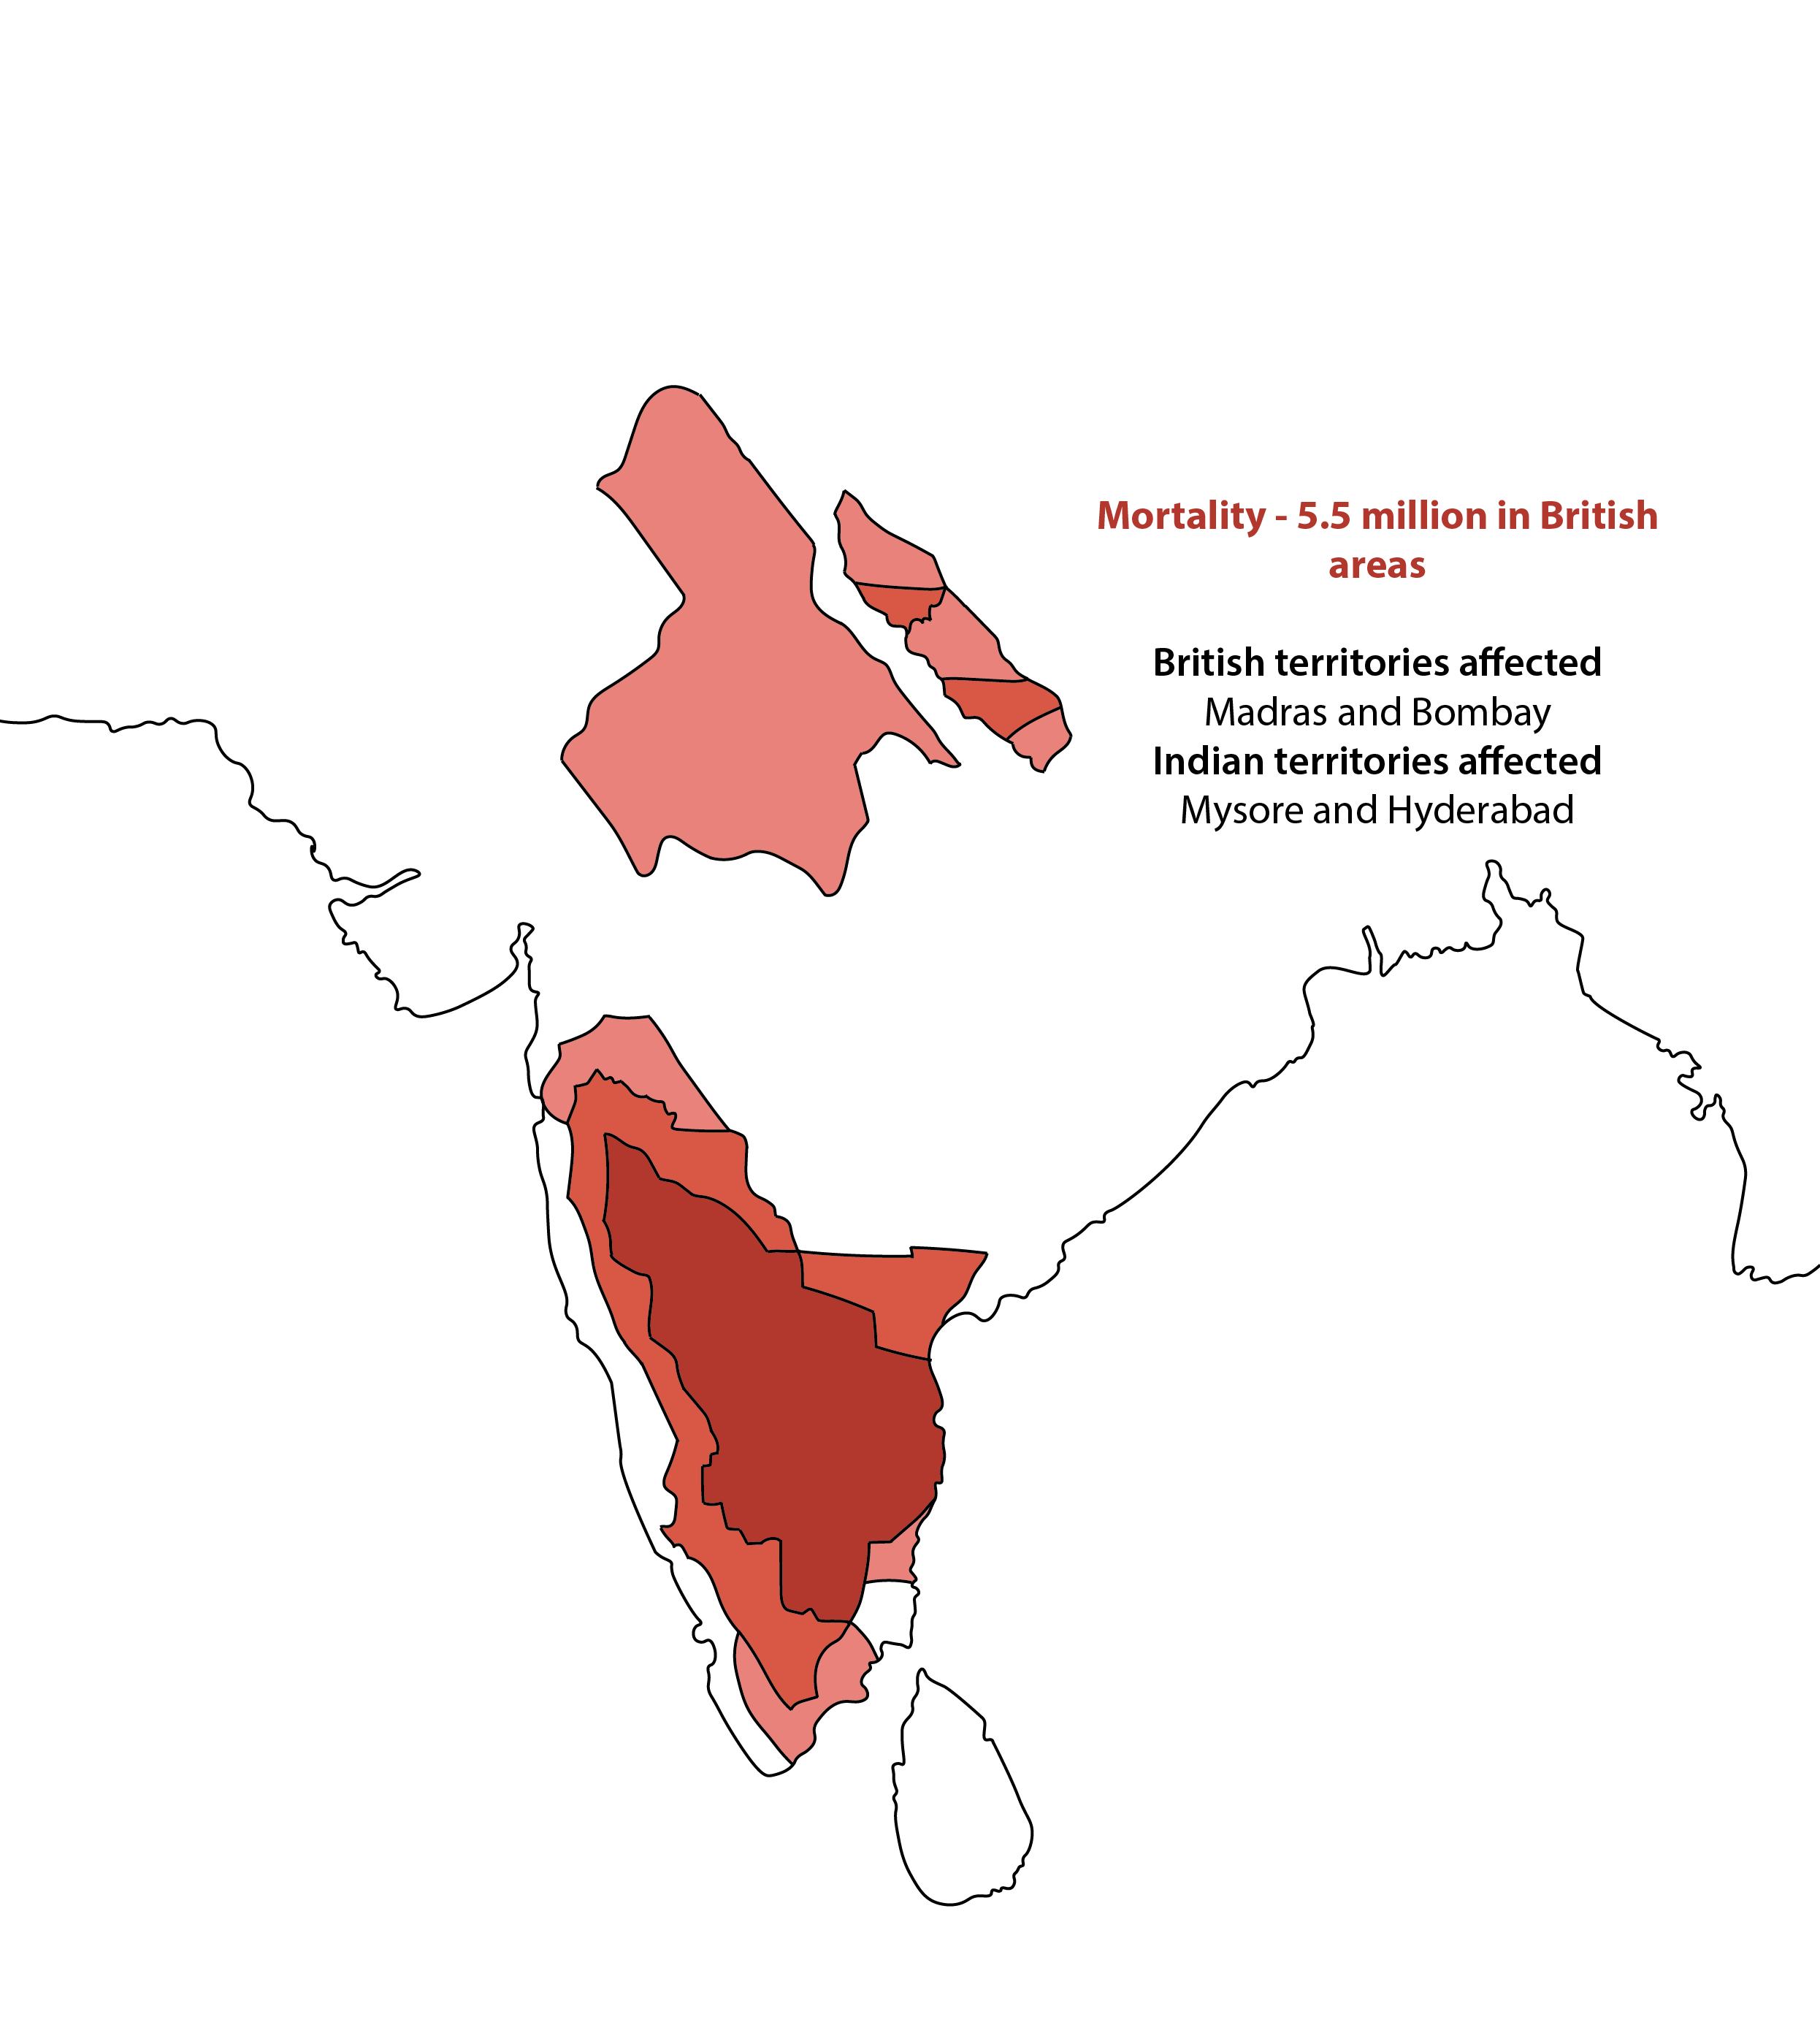 Mortality - 5.5 million in British
areas
British territories affected
Madras and Bombay
Indian territories affected
Mysore and Hyderabad